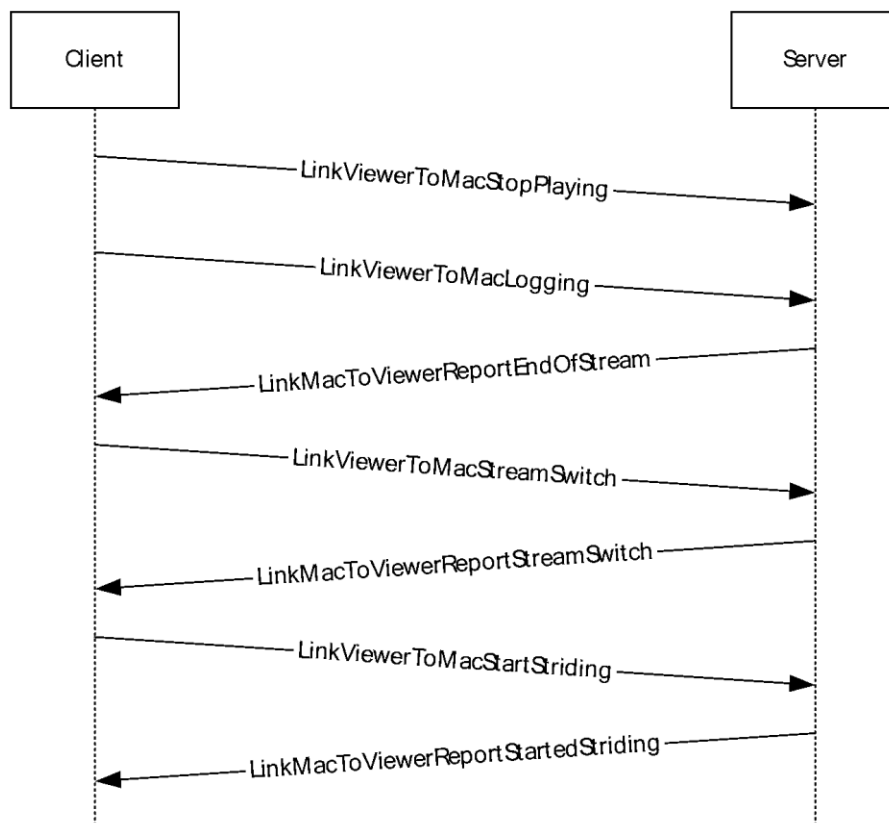 Client
Server
LinkViewerToMacStopPlaying
LinkViewerToMacLogging
LinkMacToViewerReportEndOfStream
LinkViewerToMacStreamSwitch
LinkMacToViewerReportStreamSwitch
LinkViewerToMacStartStriding
LinkMacToViewerReportStartedStriding